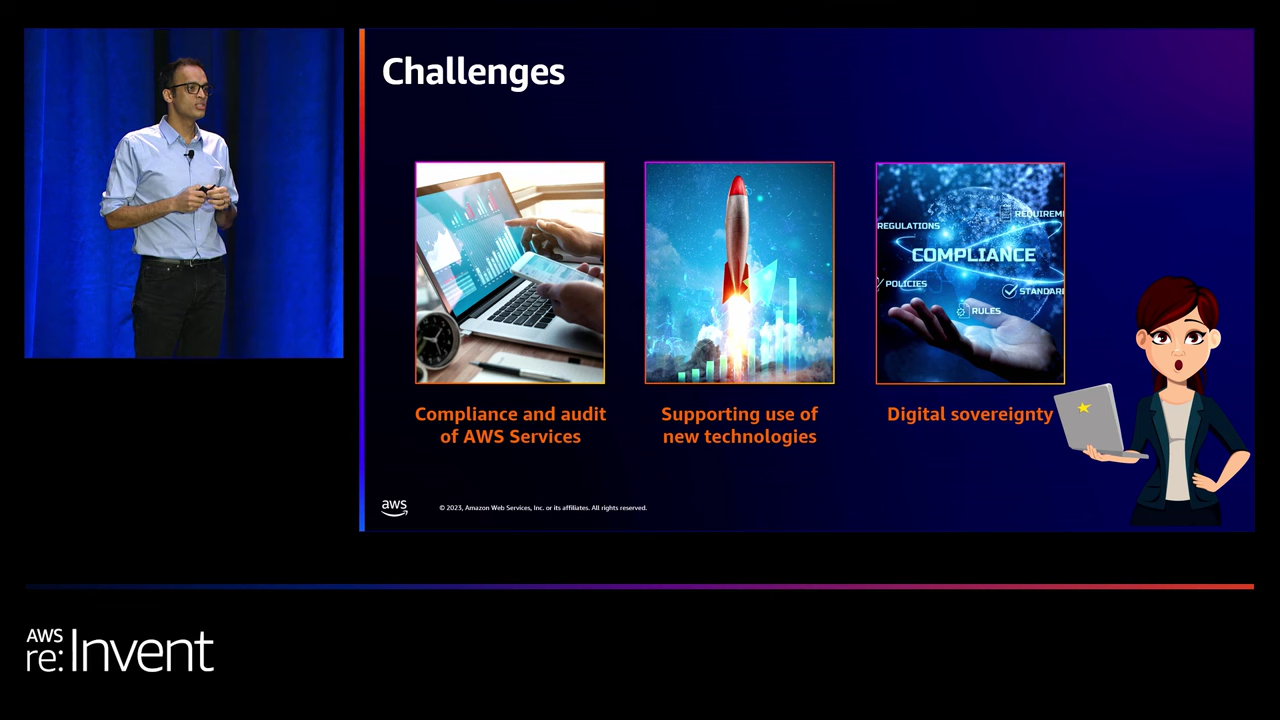 Challenges
REGULATIONS
REQUIREM
COMPLIANCE
POLICIES
STANDAR
RULES
Compliance and audit
of AWS Services
Supporting use of
new technologies
Digital sovereignty
aws
© 2023, Amazon Web Services, Inc. or its affiliates. All rights reserved.
AWS
re:Invent